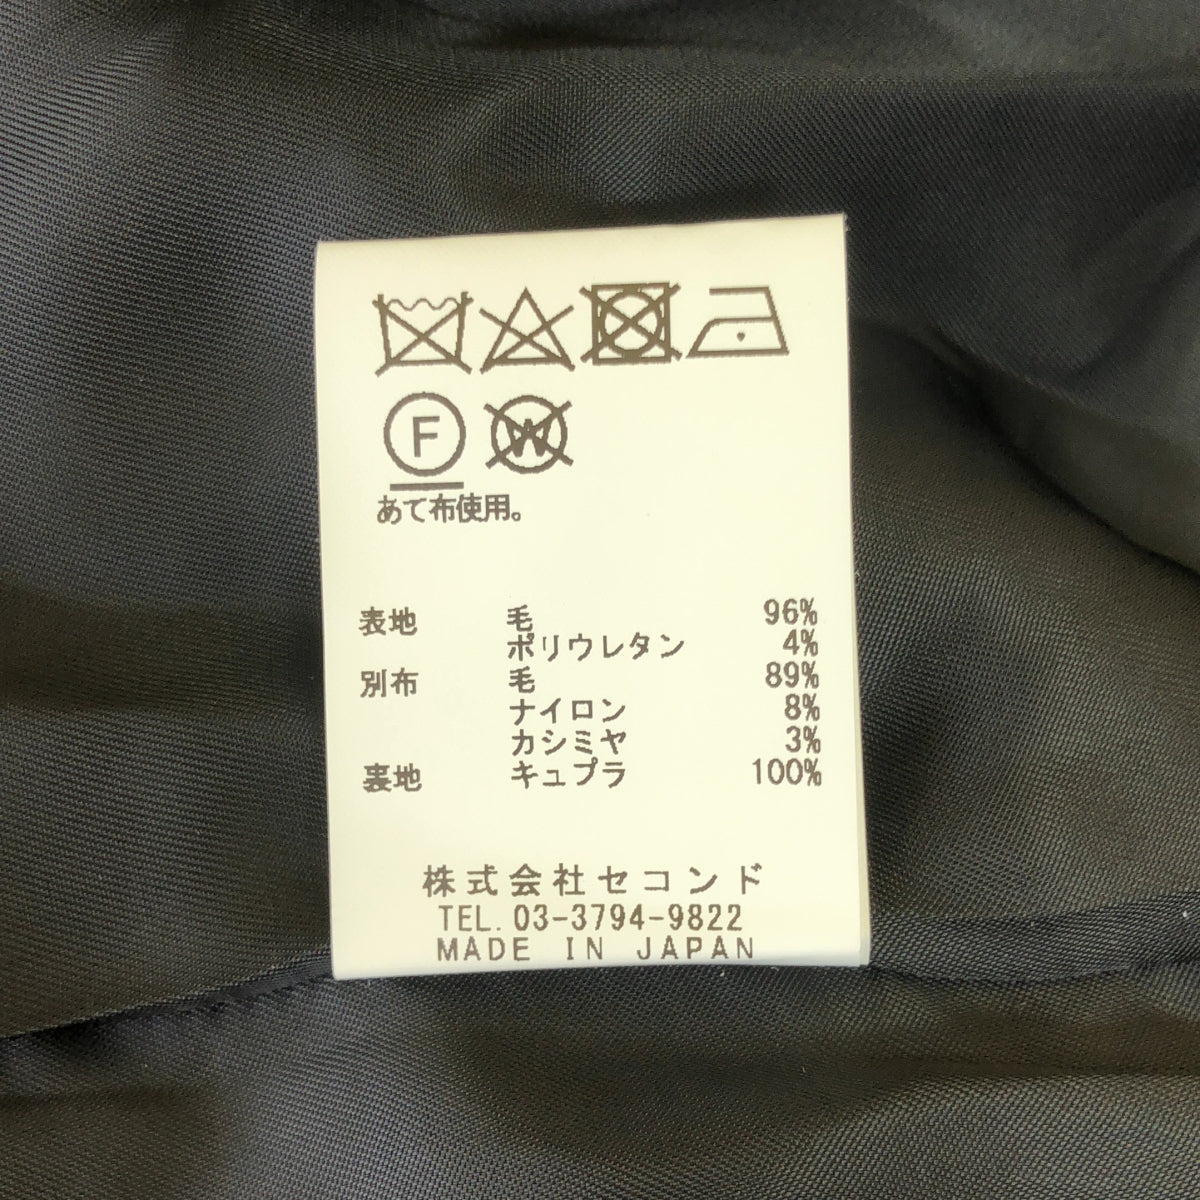 F W
あて布使用。
表地 毛 96%
ポリウレタン 4%
別布 毛 89%
ナイロン 8%
カシミヤ 3%
裏地 キュプラ 100%
株式会社セコンド
TEL. 03-3794-9822
MADE IN JAPAN